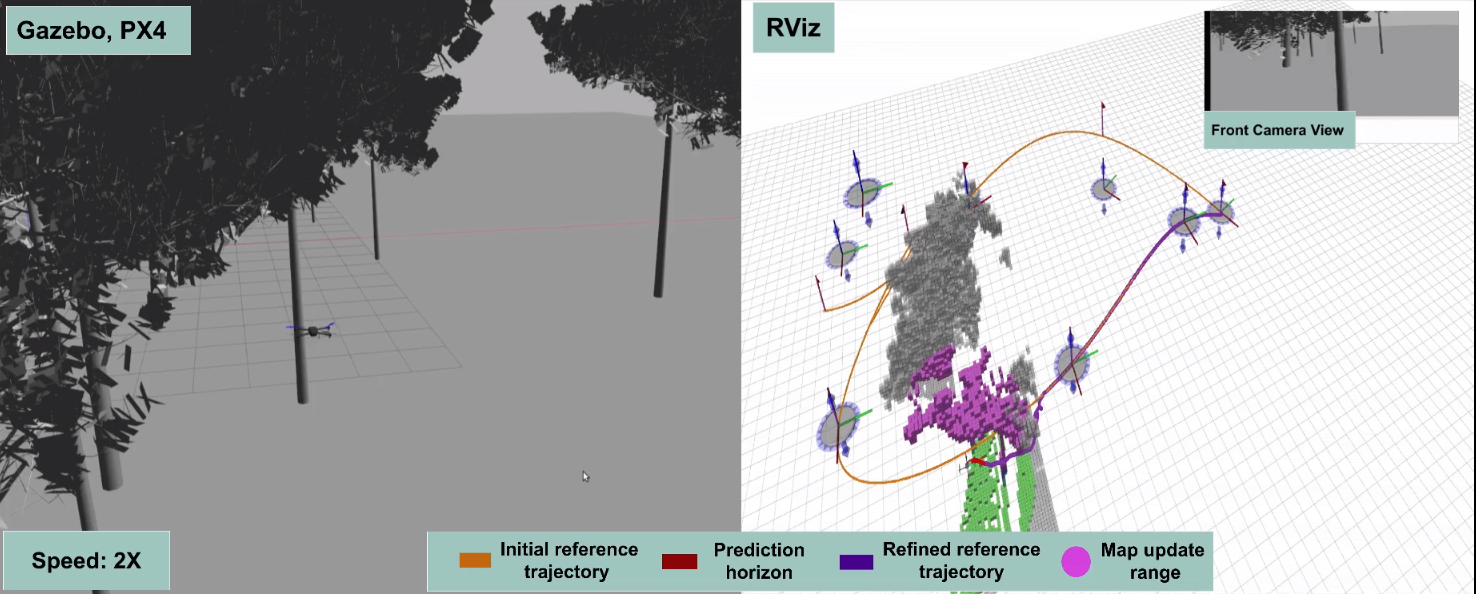 Gazebo, PX4
RViz
Front Camera View
Speed: 2X
Initial reference
trajectory
Prediction
horizon
Refined reference
trajectory
Map update
range